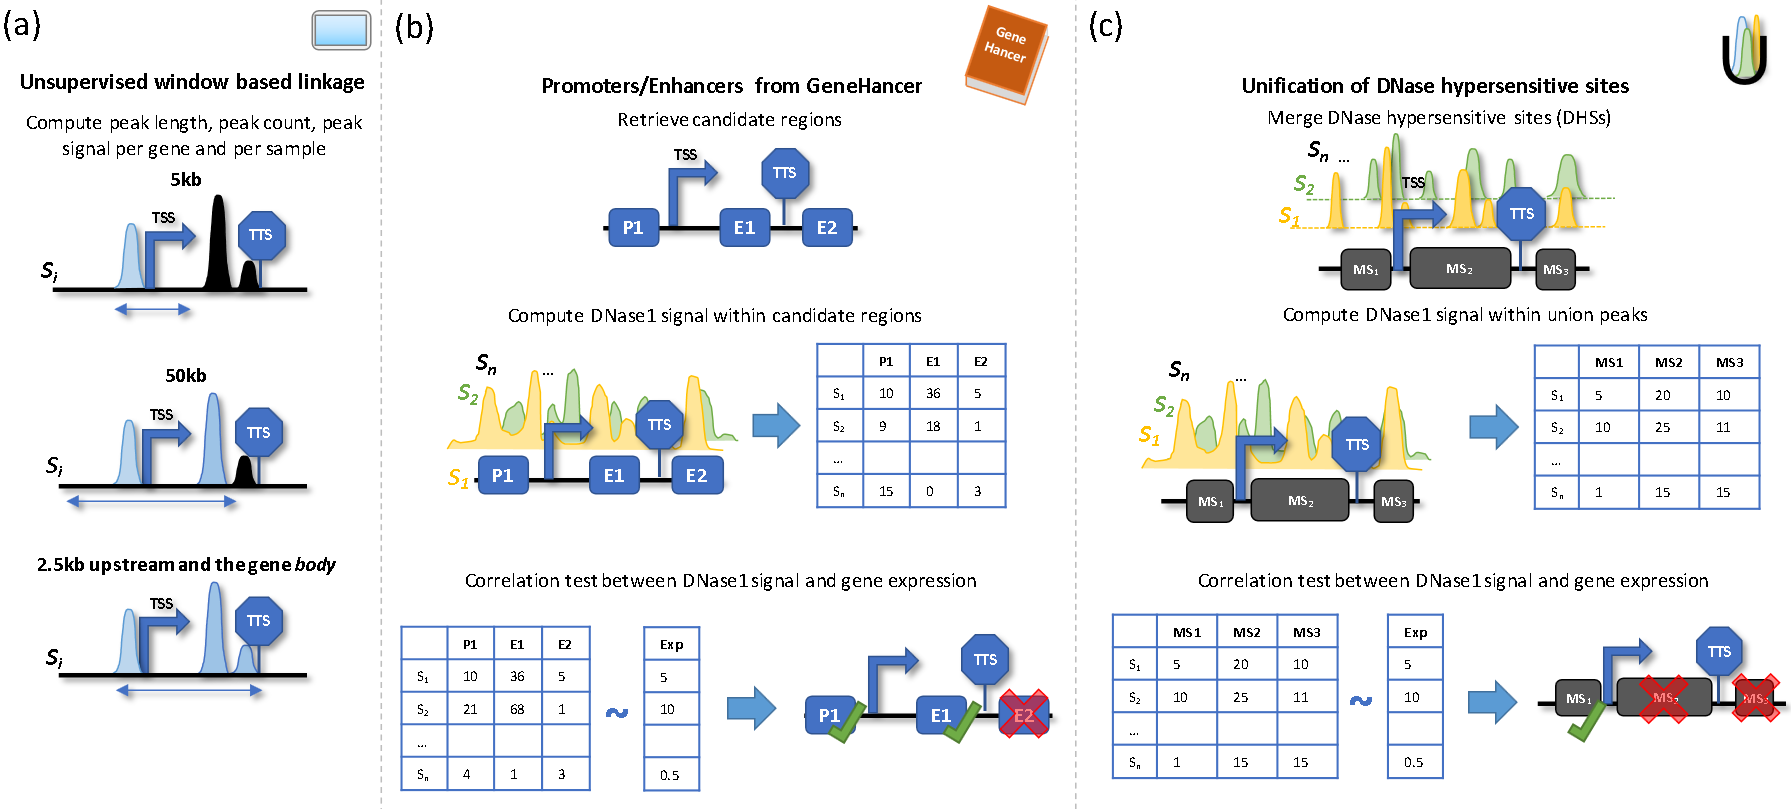 (a)
Unsupervised window based linkage
Compute peak length, peak count, peak
signal per gene and per sample
5kb
TSS
TTS
Si
50kb
TSS
TTS
Si
2.5kb upstream and the gene body
TSS
TTS
Si
(b)
Gene
Hancer
Promoters/Enhancers from GeneHancer
Retrieve candidate regions
TSS
TTS
P1 E1 E2
Compute DNase1 signal within candidate regions
Sn ...
S2
TTS
S1 P1 E1 E2
P1 E1 E2
S1 10 36 5
S2 9 18 1
...
Sn 15 0 3
Correlation test between DNase1 signal and gene expression
P1 E1 E2
S1 10 36 5
S2 21 68 1
...
Sn 4 1 3
~
Exp
5
10
0.5
TTS
P1 E1 E2
(c)
U
Unification of DNase hypersensitive sites
Merge DNase hypersensitive sites (DHSs)
Sn ...
S2
TSS
S1
TTS
MS1 MS2 MS3
Compute DNase1 signal within union peaks
Sn ...
S2
S1
TTS
MS1 MS2 MS3
MS1 MS2 MS3
S1 5 20 10
S2 10 25 11
...
Sn 1 15 15
Correlation test between DNase1 signal and gene expression
MS1 MS2 MS3
S1 5 20 10
S2 10 25 11
...
Sn 1 15 15
~
Exp
5
10
0.5
TTS
MS1 MS2 MS3